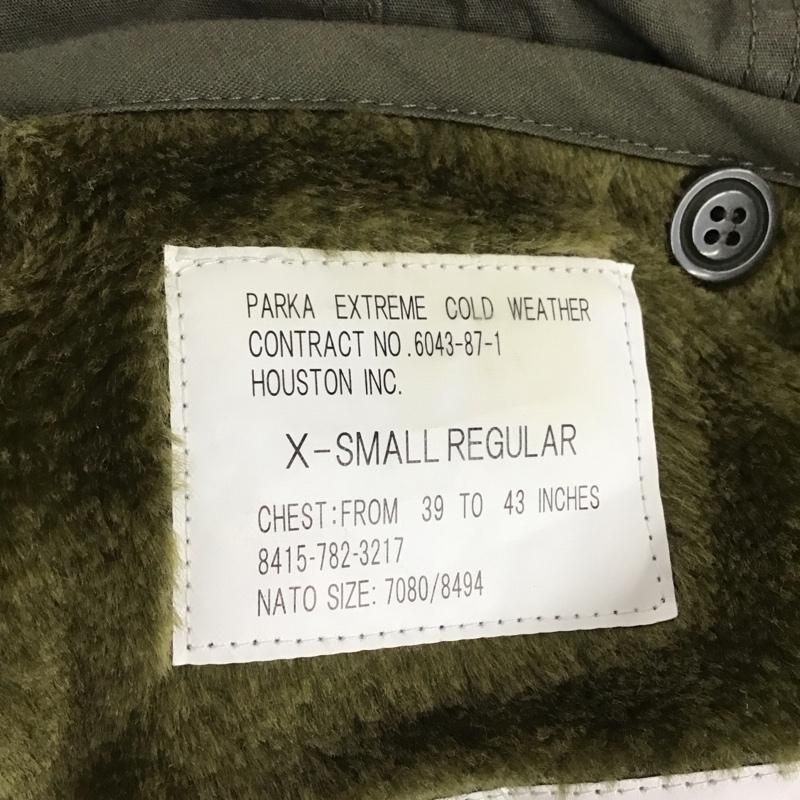 PARKA EXTREME COLD WEATHER
CONTRACT NO.6043-87-1
HOUSTON INC.
X-SMALL REGULAR
CHEST:FROM 39 TO 43 INCHES
8415-782-3217
NATO SIZE: 7080/8494